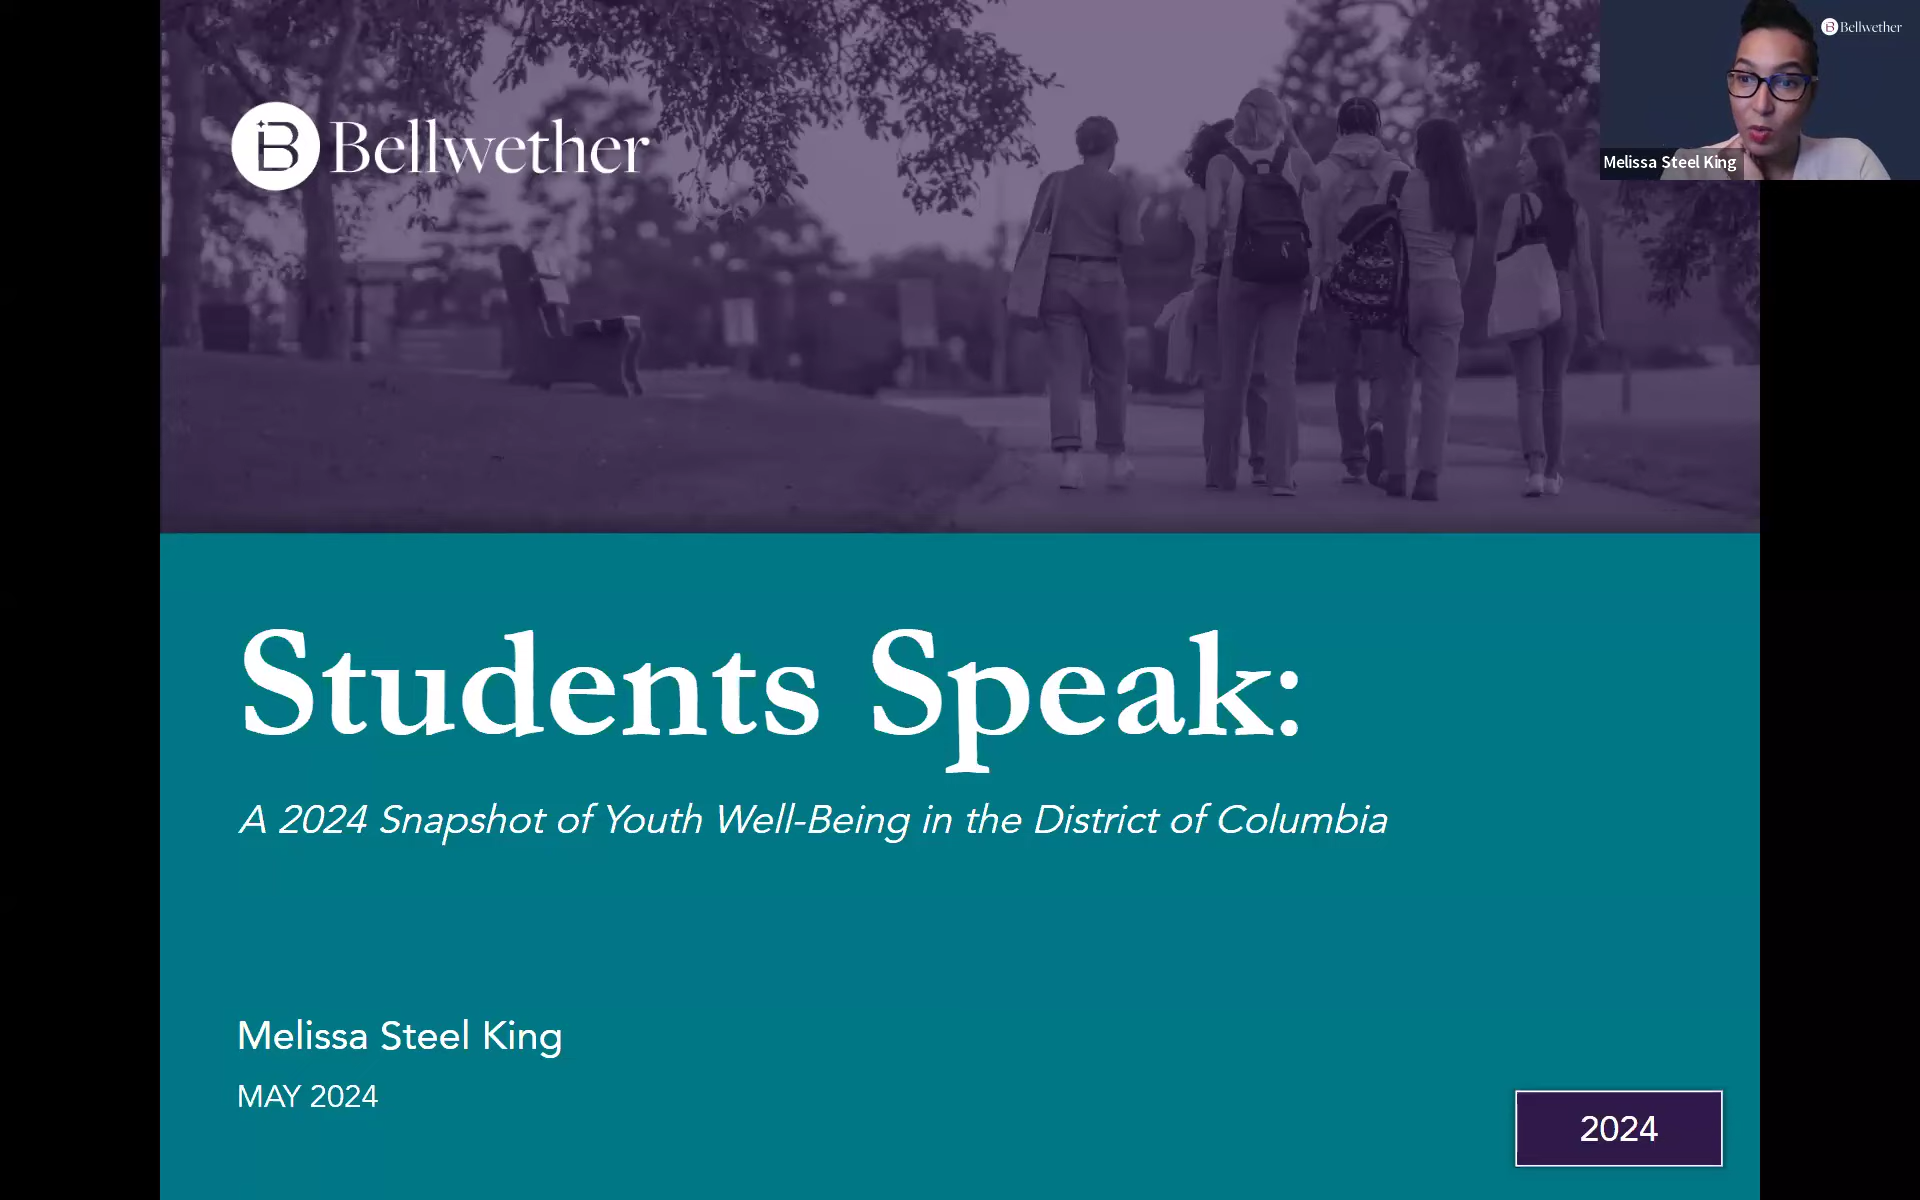 Bellwether
Bellwether
Melissa Steel King
Students Speak:
A 2024 Snapshot of Youth Well-Being in the District of Columbia
Melissa Steel King
MAY 2024
2024